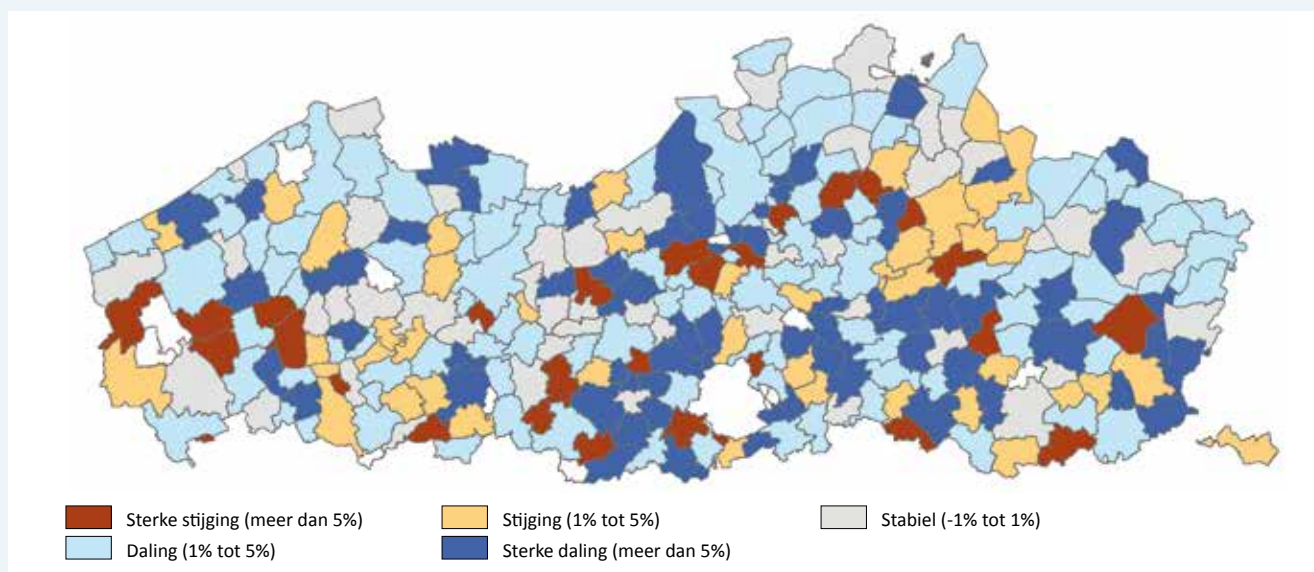 Sterke stijging (meer dan 5%)
Stijging (1% tot 5%)
Stabiel (-1% tot 1%)
Daling (1% tot 5%)
Sterke daling (meer dan 5%)